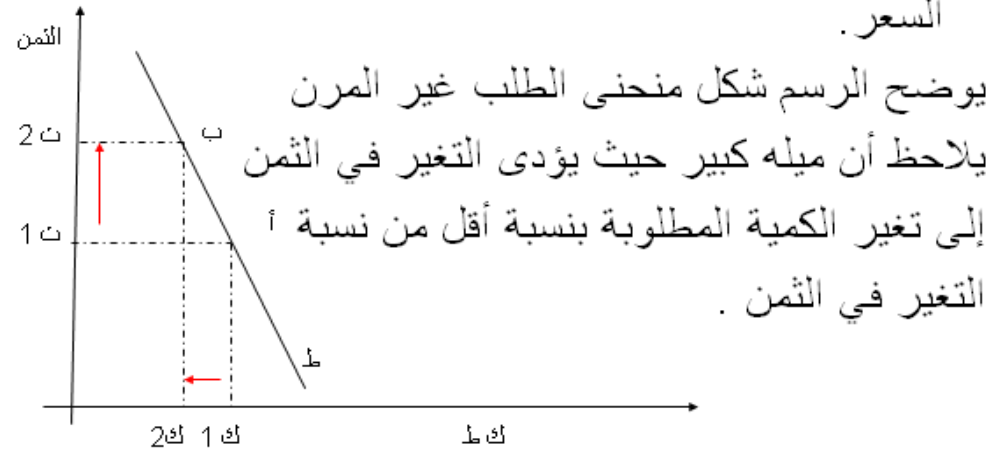 السعر.
يوضح الرسم شكل منحنى الطلب غير المرن
يلاحظ أن ميله كبير حيث يؤدى التغير في الثمن
إلى تغير الكمية المطلوبة بنسبة أقل من نسبة
التغير في الثمن .
الثمن
ث 2
ب
ث 1
أ
ط
ك2
ك 1
ك ط